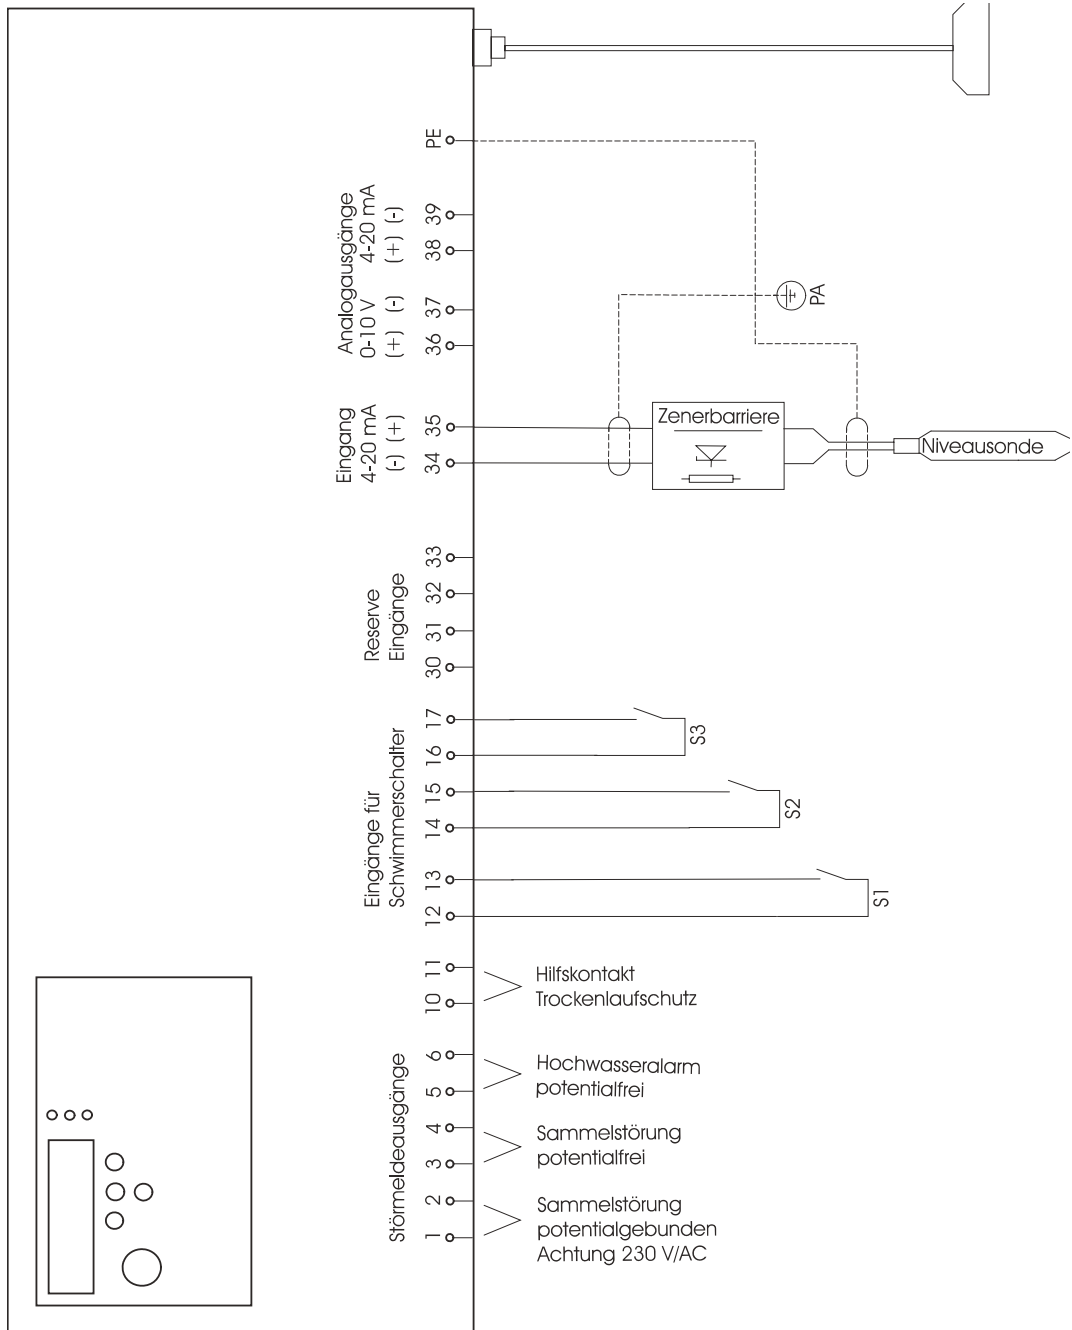 PE
Analogausgänge
0-10 V 4-20 mA
(+) (-) (+) (-)
36 37 38 39
PA
Eingang
4-20 mA
(-) (+)
34 35
Zenerbarriere
Niveausonde
Reserve
Eingänge
30 31 32 33
Eingänge für
Schwimmerschalter
12 13 14 15 16 17
S3
S2
S1
10 11
Hilfskontakt
Trockenlaufschutz
Störmeldeausgänge
1 2 3 4 5 6
Hochwasseralarm
potentialfrei
Sammelstörung
potentialfrei
Sammelstörung
potentialgebunden
Achtung 230 V/AC